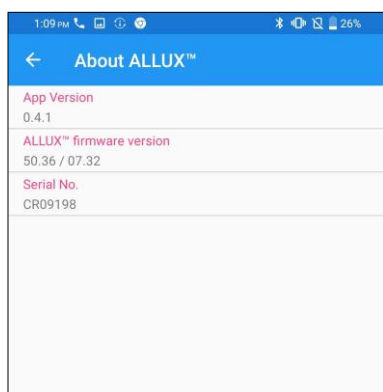 1:09 PM 26%
About ALLUX™
App Version
0.4.1
ALLUX™ firmware version
50.36 / 07.32
Serial No.
CR09198